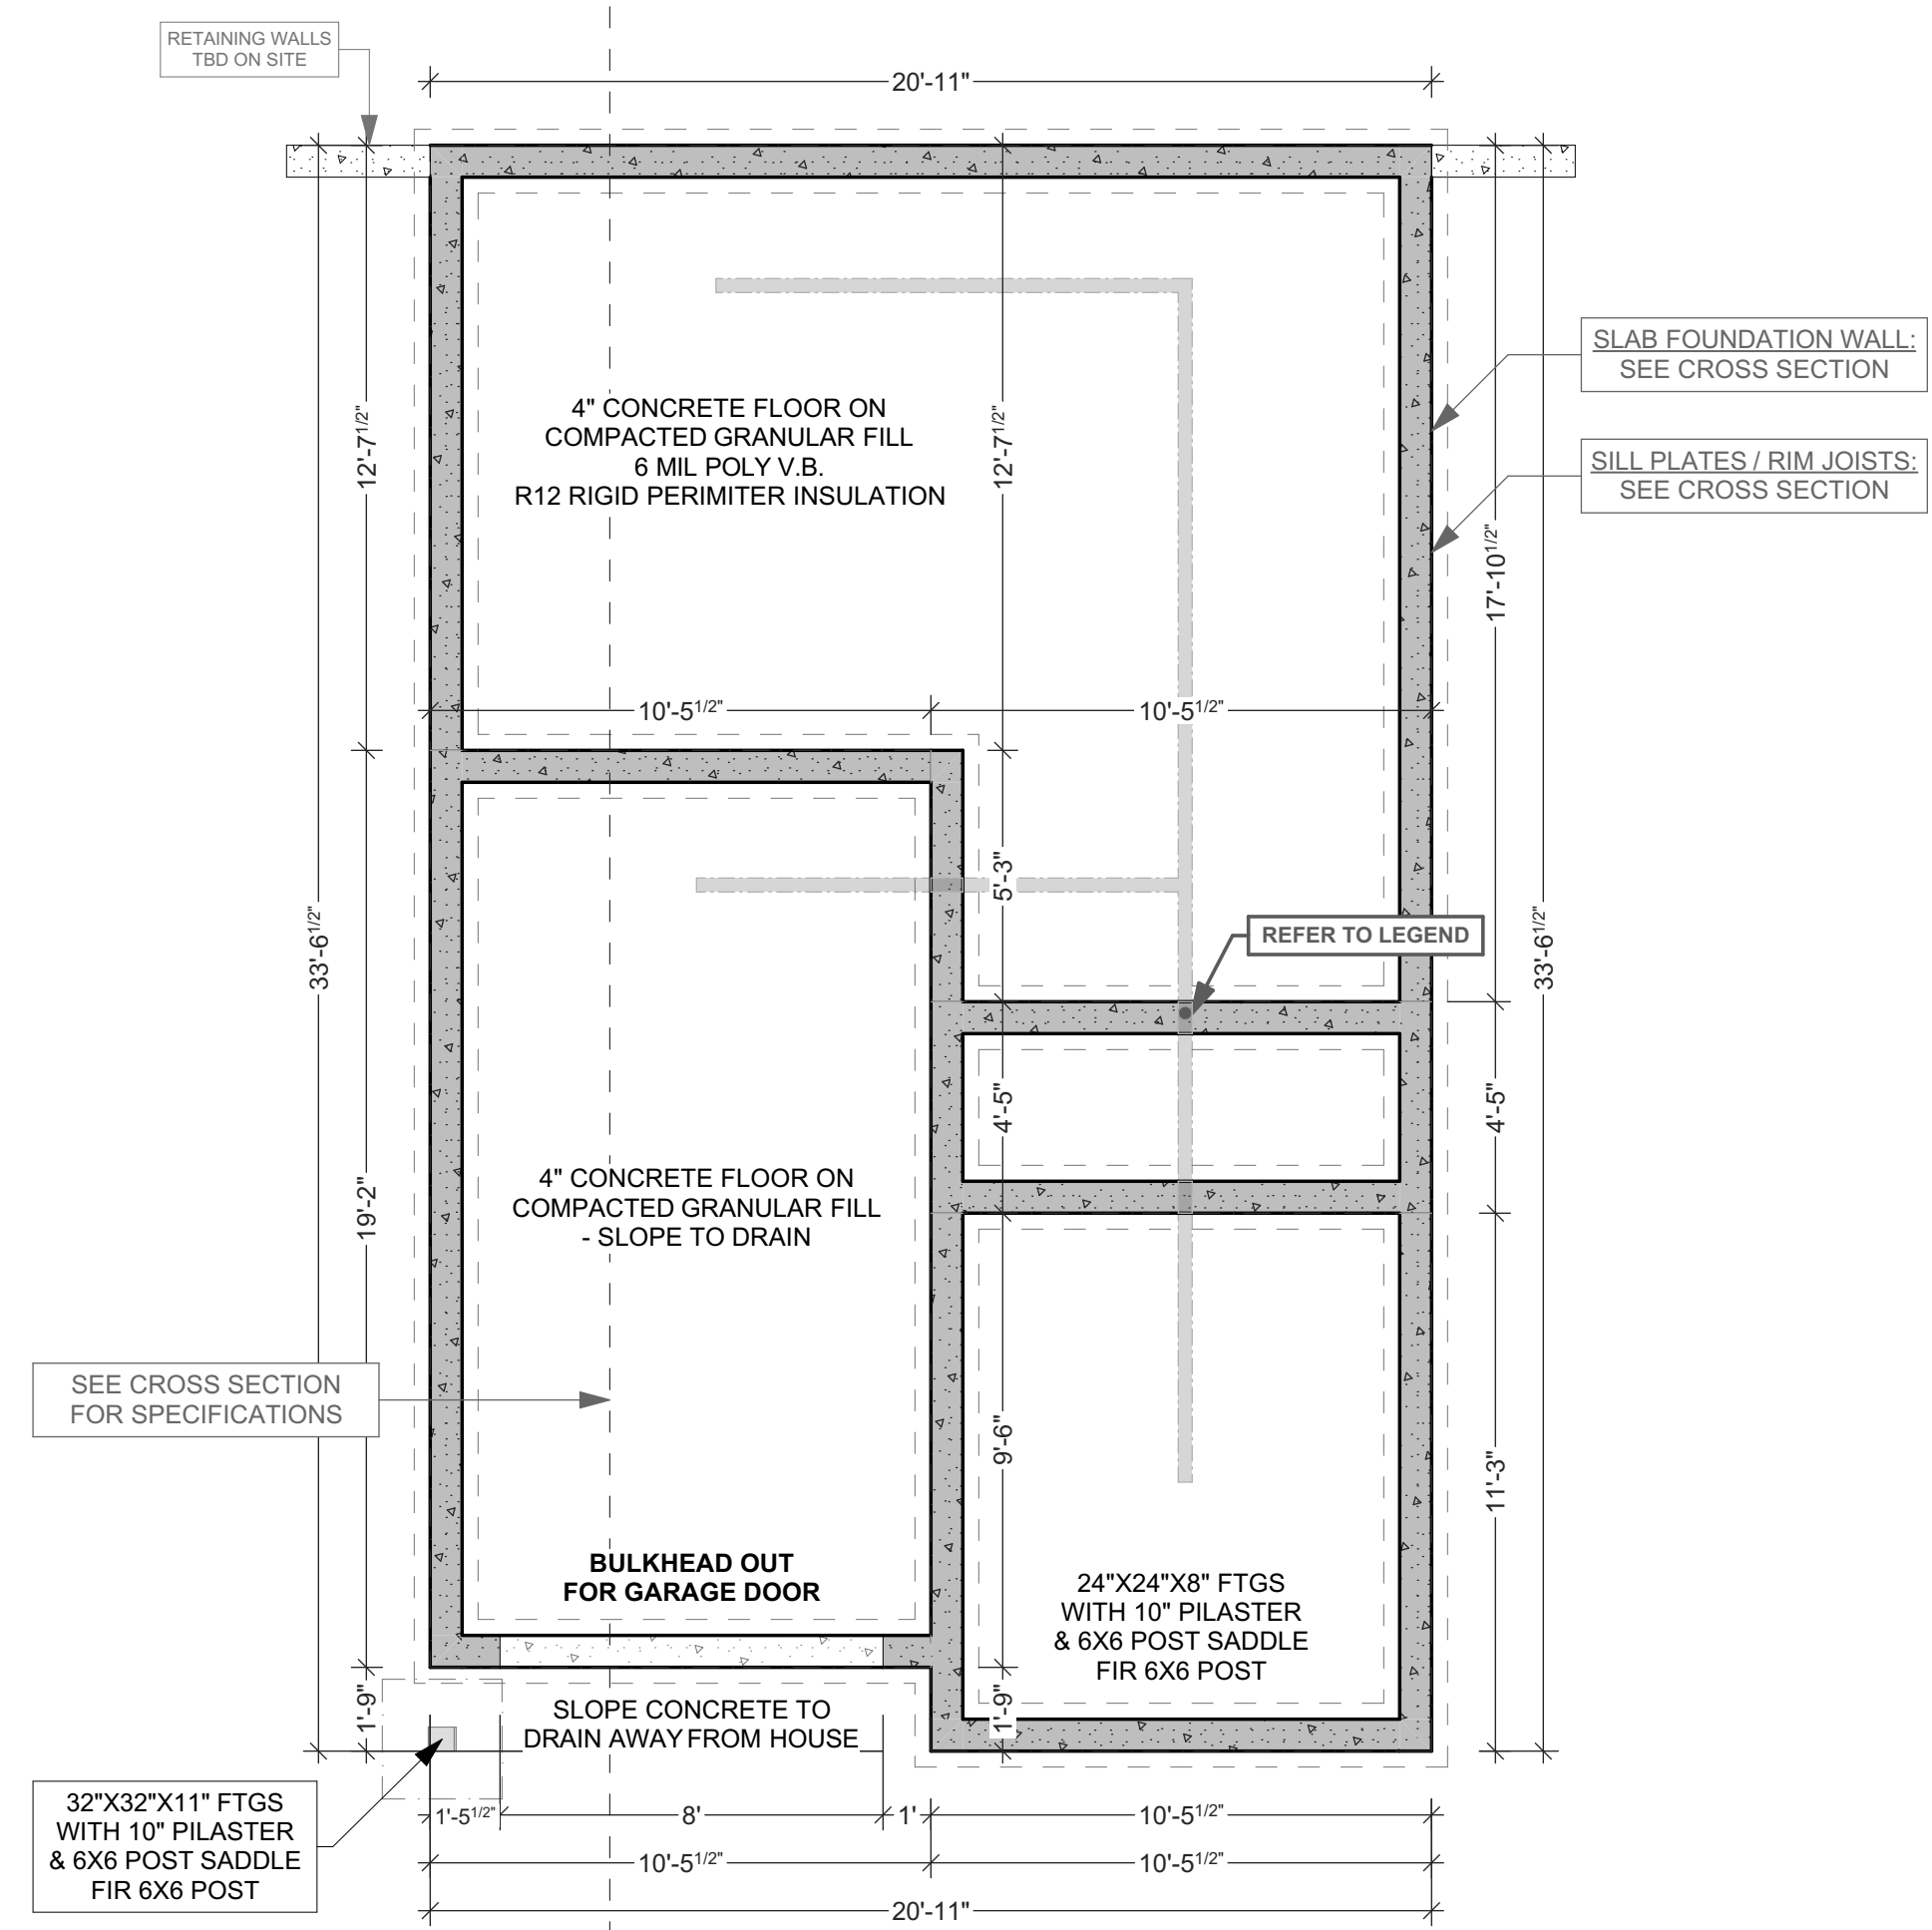 RETAINING WALLS
TBD ON SITE
20'-11"
SLAB FOUNDATION WALL:
SEE CROSS SECTION
SILL PLATES / RIM JOISTS:
SEE CROSS SECTION
4" CONCRETE FLOOR ON
COMPACTED GRANULAR FILL
6 MIL POLY V.B.
R12 RIGID PERIMITER INSULATION
12'-7 1/2"
12'-7 1/2"
17'-10 1/2"
10'-5 1/2"
10'-5 1/2"
5'-3"
REFER TO LEGEND
33'-6 1/2"
33'-6 1/2"
4'-5"
4'-5"
4" CONCRETE FLOOR ON
COMPACTED GRANULAR FILL
- SLOPE TO DRAIN
19'-2"
SEE CROSS SECTION
FOR SPECIFICATIONS
9'-6"
11'-3"
BULKHEAD OUT
FOR GARAGE DOOR
24"X24"X8" FTGS
WITH 10" PILASTER
& 6X6 POST SADDLE
FIR 6X6 POST
1'-9"
1'-9"
SLOPE CONCRETE TO
DRAIN AWAY FROM HOUSE
32"X32"X11" FTGS
WITH 10" PILASTER
& 6X6 POST SADDLE
FIR 6X6 POST
1'-5 1/2"
8'
1'
10'-5 1/2"
10'-5 1/2"
10'-5 1/2"
20'-11"